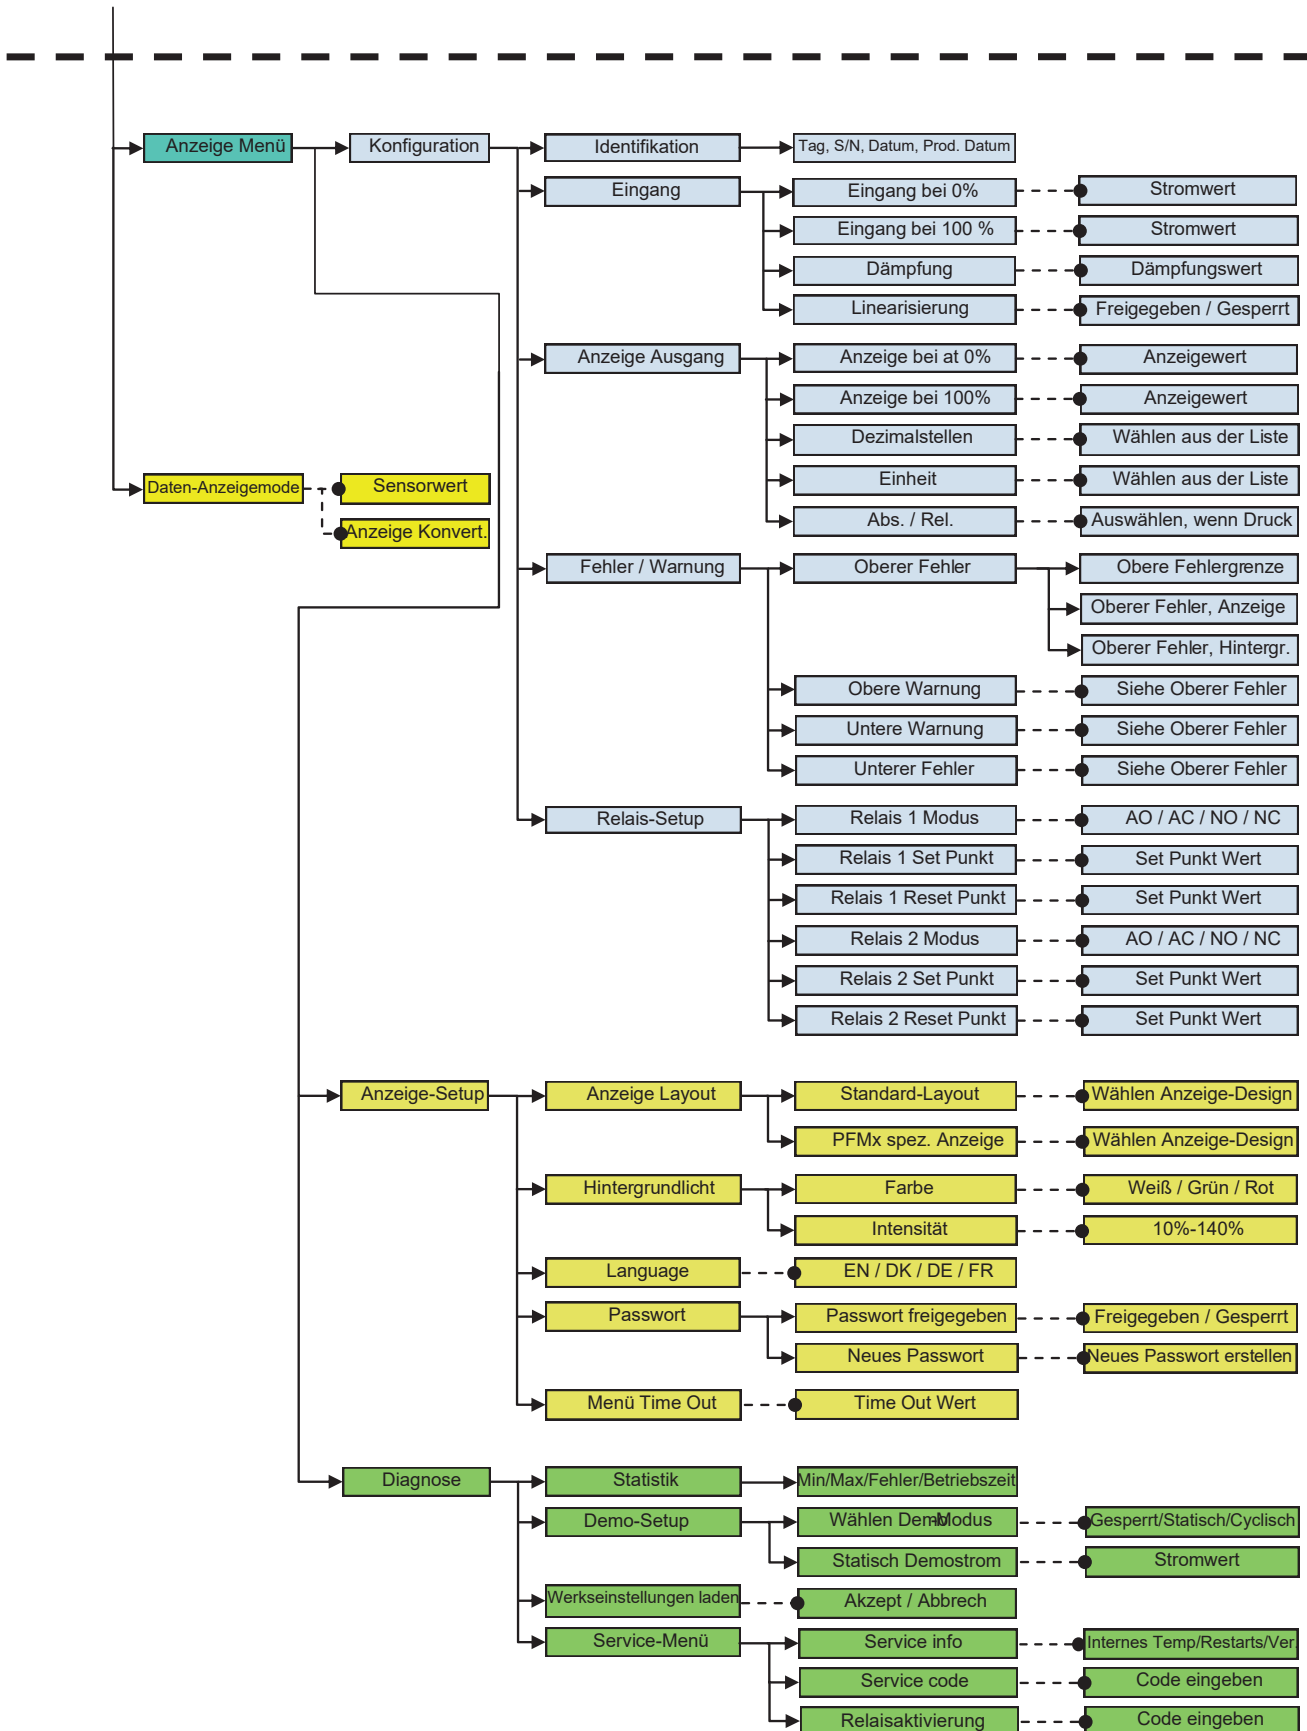 Anzeige Menü
Konfiguration
Identifikation
Tag, S/N, Datum, Prod. Datum
Eingang
Eingang bei 0%
Stromwert
Eingang bei 100 %
Stromwert
Dämpfung
Dämpfungswert
Linearisierung
Freigegeben / Gesperrt
Anzeige Ausgang
Anzeige bei at 0%
Anzeigewert
Anzeige bei 100%
Anzeigewert
Dezimalstellen
Wählen aus der Liste
Einheit
Wählen aus der Liste
Abs. / Rel.
Auswählen, wenn Druck
Daten-Anzeigemode
Sensorwert
Anzeige Konvert.
Fehler / Warnung
Oberer Fehler
Obere Fehlergrenze
Oberer Fehler, Anzeige
Oberer Fehler, Hintergr.
Obere Warnung
Siehe Oberer Fehler
Untere Warnung
Siehe Oberer Fehler
Unterer Fehler
Siehe Oberer Fehler
Relais-Setup
Relais 1 Modus
AO / AC / NO / NC
Relais 1 Set Punkt
Set Punkt Wert
Relais 1 Reset Punkt
Set Punkt Wert
Relais 2 Modus
AO / AC / NO / NC
Relais 2 Set Punkt
Set Punkt Wert
Relais 2 Reset Punkt
Set Punkt Wert
Anzeige-Setup
Anzeige Layout
Standard-Layout
Wählen Anzeige-Design
PFMx spez. Anzeige
Wählen Anzeige-Design
Hintergrundlicht
Farbe
Weiß / Grün / Rot
Intensität
10%-140%
Language
EN / DK / DE / FR
Passwort
Passwort freigegeben
Freigegeben / Gesperrt
Neues Passwort
Neues Passwort erstellen
Menü Time Out
Time Out Wert
Diagnose
Statistik
Min/Max/Fehler/Betriebszeit
Demo-Setup
Wählen Demo-Modus
Gesperrt/Statisch/Cyclisch
Statisch Demostrom
Stromwert
Werkseinstellungen laden
Akzept / Abbrech
Service-Menü
Service info
Internes Temp/Restarts/Ver.
Service code
Code eingeben
Relaisaktivierung
Code eingeben